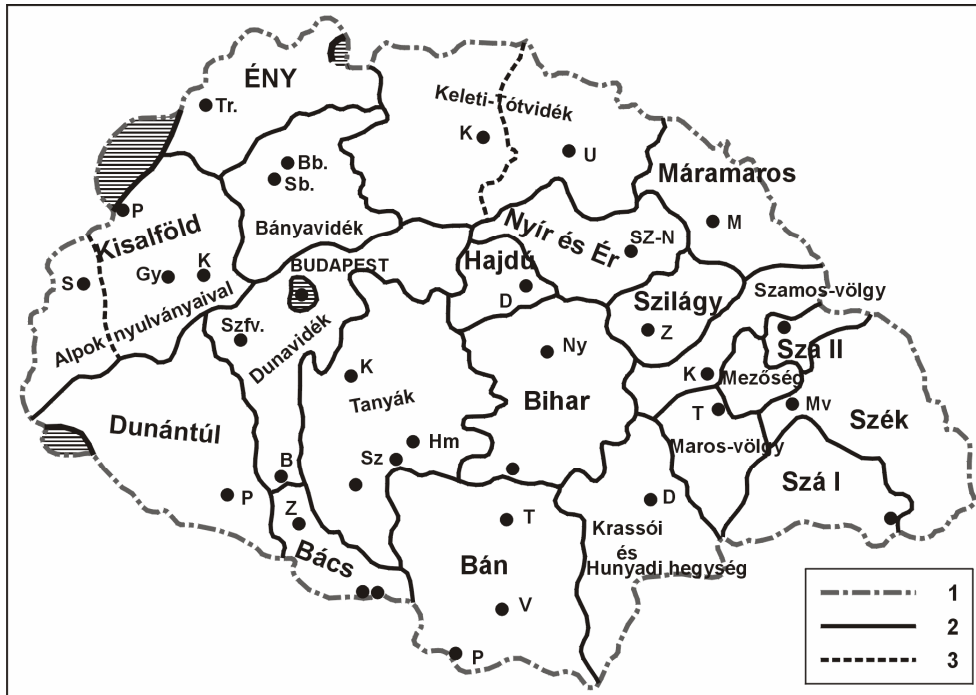 ÉNY
Tr.
Keleti-Tótvidék
K
U
Bb.
Sb.
Bányavidék
Máramaros
M
P
Kisalföld
S
Gy
K
Alpok nyulványaival
Nyír és Ér
SZ-N
Hajdú
D
BUDAPEST
Szfv.
Dunavidék
Szilágy
Z
Szamos-völgy
Szá II
Mezőség
K
Ny
K
Tanyák
Bihar
T
Mv
Szék
Maros-völgy
Dunántúl
Hm
Sz
B
P
Z
Bács
Szá I
D
Krassói
és
Hunyadi hegység
T
Bán
V
P
1
2
3